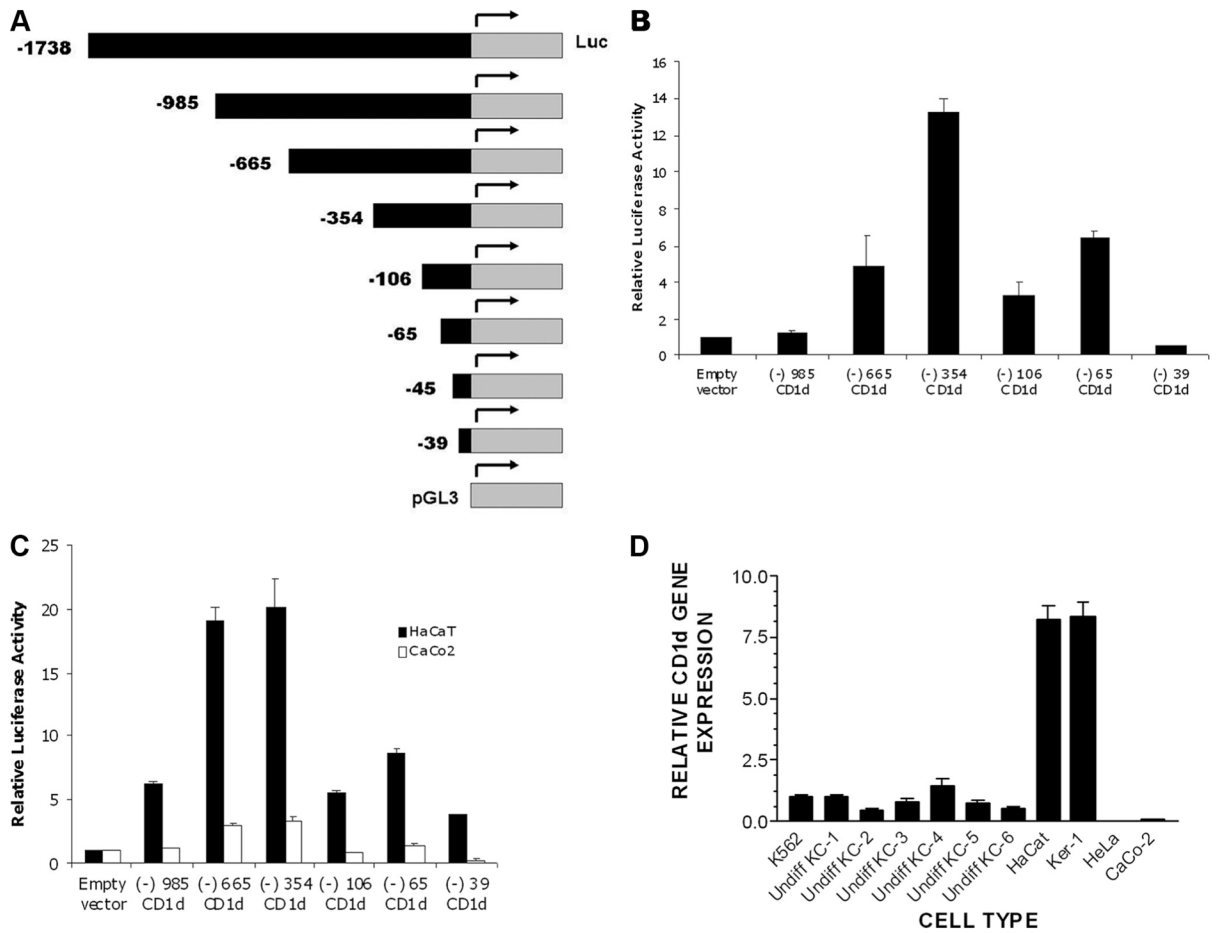 A
-1738
Luc
-985
-665
-354
-106
-65
-45
-39
pGL3
B
Relative Luciferase Activity
16
14
12
10
8
6
4
2
0
Empty vector
(-) 985 CD1d
(-) 665 CD1d
(-) 354 CD1d
(-) 106 CD1d
(-) 65 CD1d
(-) 39 CD1d
C
Relative Luciferase Activity
25
20
15
10
5
0
HaCaT
CaCo2
Empty vector
(-) 985 CD1d
(-) 665 CD1d
(-) 354 CD1d
(-) 106 CD1d
(-) 65 CD1d
(-) 39 CD1d
D
RELATIVE CD1d GENE
EXPRESSION
10.0
7.5
5.0
2.5
0.0
K562
Undiff KC-1
Undiff KC-2
Undiff KC-3
Undiff KC-4
Undiff KC-5
Undiff KC-6
HaCat
Ker-1
HeLa
CaCo-2
CELL TYPE